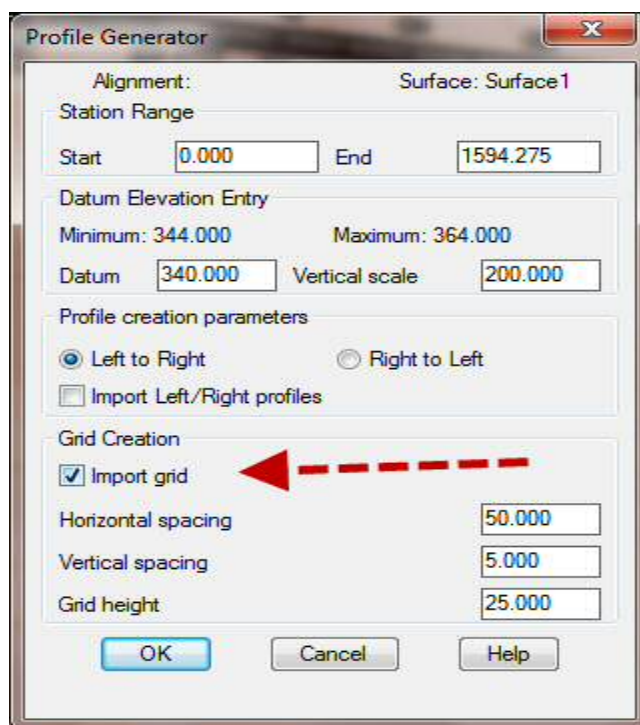 Profile Generator
Alignment: Surface: Surface1
Station Range
Start 0.000 End 1594.275
Datum Elevation Entry
Minimum: 344.000 Maximum: 364.000
Datum 340.000 Vertical scale 200.000
Profile creation parameters
Left to Right Right to Left
Import Left/Right profiles
Grid Creation
Import grid
Horizontal spacing 50.000
Vertical spacing 5.000
Grid height 25.000
OK Cancel Help